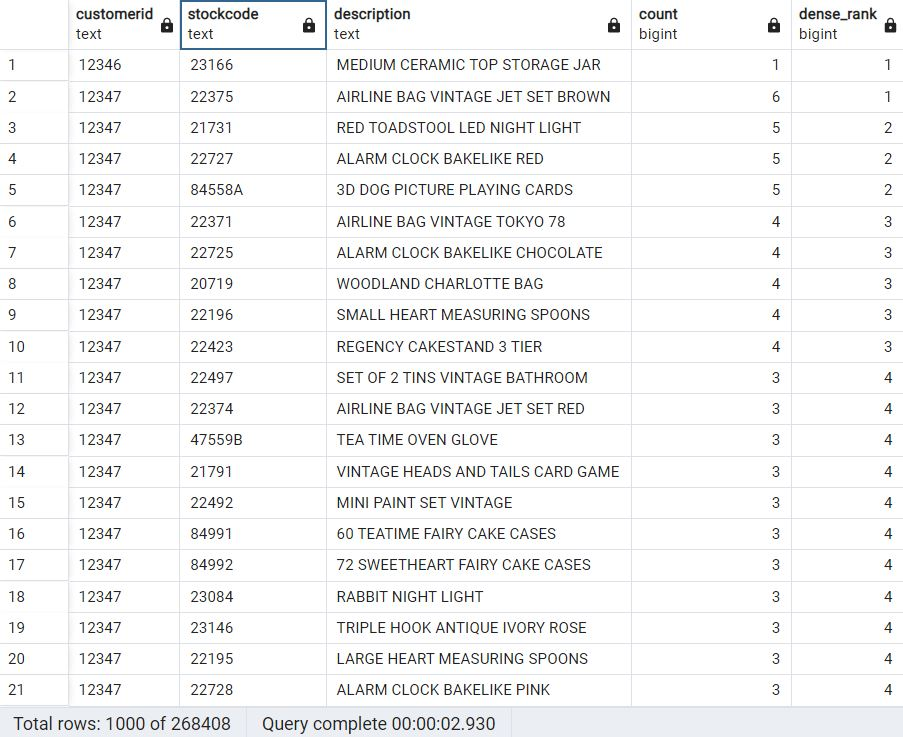 customerid stockcode description count dense_rank
text text text bigint bigint
1 12346 23166 MEDIUM CERAMIC TOP STORAGE JAR 1 1
2 12347 22375 AIRLINE BAG VINTAGE JET SET BROWN 6 1
3 12347 21731 RED TOADSTOOL LED NIGHT LIGHT 5 2
4 12347 22727 ALARM CLOCK BAKELIKE RED 5 2
5 12347 84558A 3D DOG PICTURE PLAYING CARDS 5 2
6 12347 22371 AIRLINE BAG VINTAGE TOKYO 78 4 3
7 12347 22725 ALARM CLOCK BAKELIKE CHOCOLATE 4 3
8 12347 20719 WOODLAND CHARLOTTE BAG 4 3
9 12347 22196 SMALL HEART MEASURING SPOONS 4 3
10 12347 22423 REGENCY CAKESTAND 3 TIER 4 3
11 12347 22497 SET OF 2 TINS VINTAGE BATHROOM 3 4
12 12347 22374 AIRLINE BAG VINTAGE JET SET RED 3 4
13 12347 47559B TEA TIME OVEN GLOVE 3 4
14 12347 21791 VINTAGE HEADS AND TAILS CARD GAME 3 4
15 12347 22492 MINI PAINT SET VINTAGE 3 4
16 12347 84991 60 TEATIME FAIRY CAKE CASES 3 4
17 12347 84992 72 SWEETHEART FAIRY CAKE CASES 3 4
18 12347 23084 RABBIT NIGHT LIGHT 3 4
19 12347 23146 TRIPLE HOOK ANTIQUE IVORY ROSE 3 4
20 12347 22195 LARGE HEART MEASURING SPOONS 3 4
21 12347 22728 ALARM CLOCK BAKELIKE PINK 3 4
Total rows: 1000 of 268408 Query complete 00:00:02.930